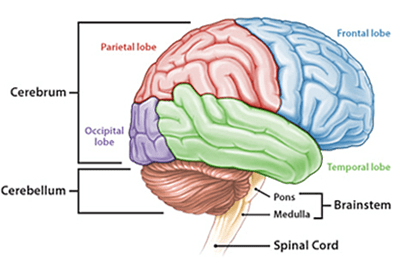 Parietal lobe
Frontal lobe
Cerebrum
Occipital
lobe
Temporal lobe
Cerebellum
Pons
Brainstem
Medulla
Spinal Cord